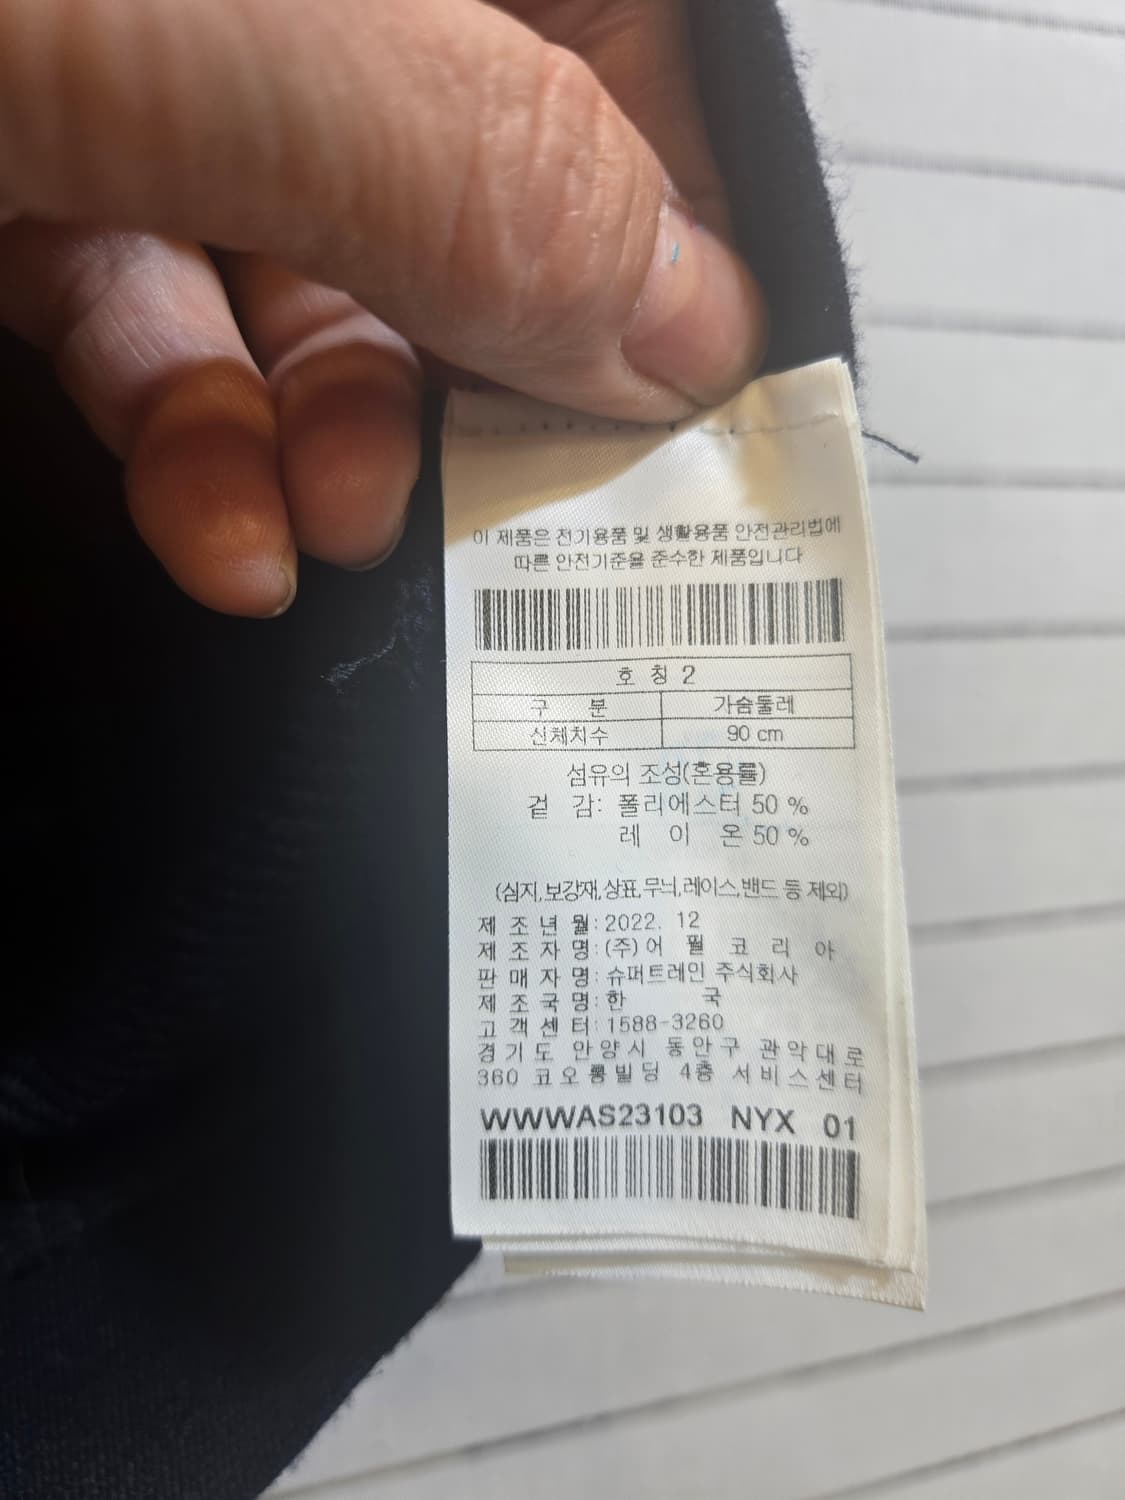 이 제품은 전기용품 및 생활용품 안전관리법에
따른 안전기준을 준수한 제품입니다
호 칭 2
구 분 가슴둘레
신체치수 90 cm
섬유의 조성(혼용률)
겉 감: 폴리에스터 50 %
레 이 온 50 %
(심지,보강재,상표,무늬,레이스,밴드 등 제외)
제 조 년 월: 2022. 12
제 조 자 명: (주) 어 필 코 리 아
판 매 자 명: 슈퍼트레인 주식회사
제 조 국 명: 한 국
고 객 센 터: 1588-3260
경기도 안양시 동안구 관악대로
360 코오롱빌딩 4층 서비스센터
WWWAS23103 NYX 01